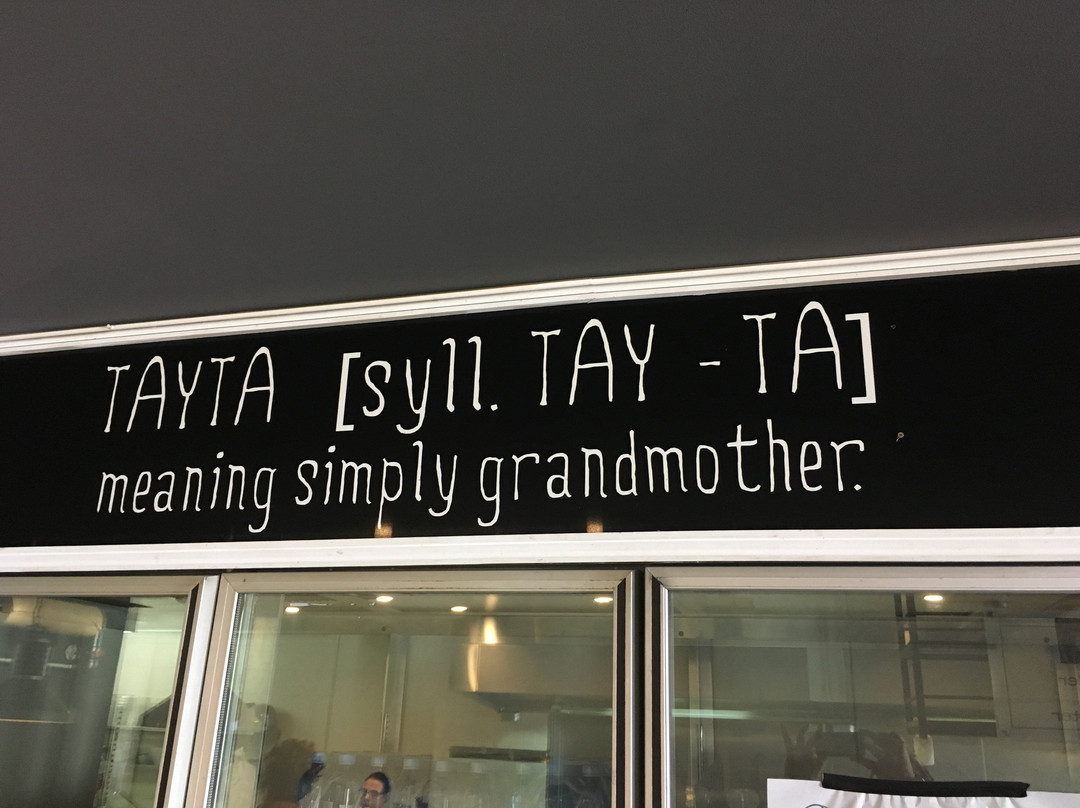 TAYTA [syll. TAY - TA]
meaning simply grandmother.